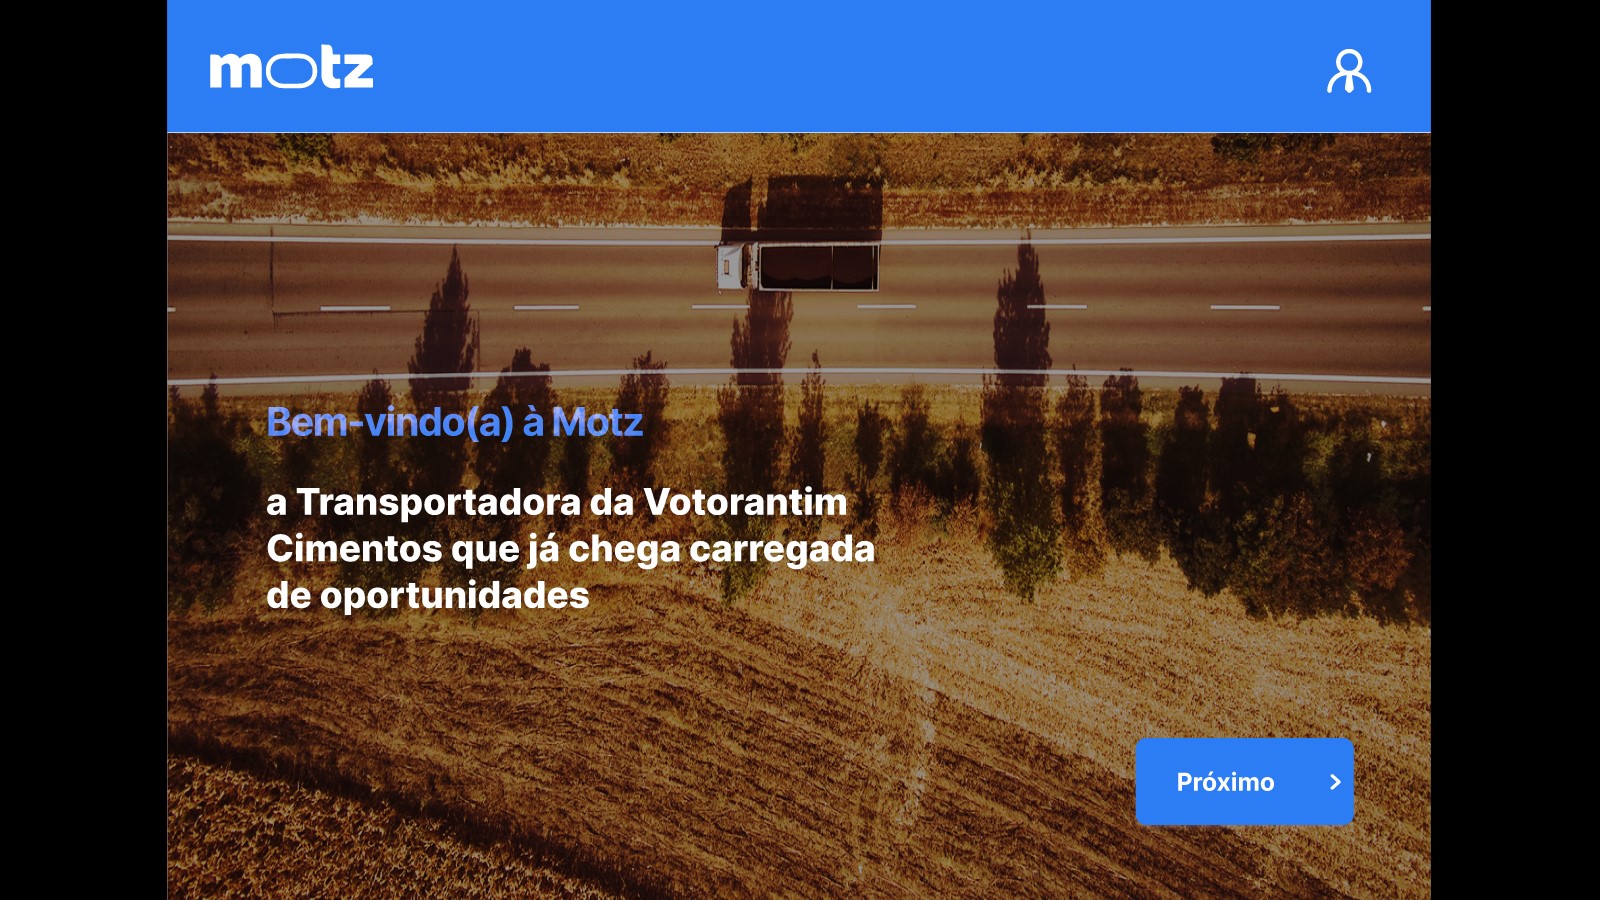 motz
Bem-vindo(a) à Motz
a Transportadora da Votorantim
Cimentos que já chega carregada
de oportunidades
Próximo